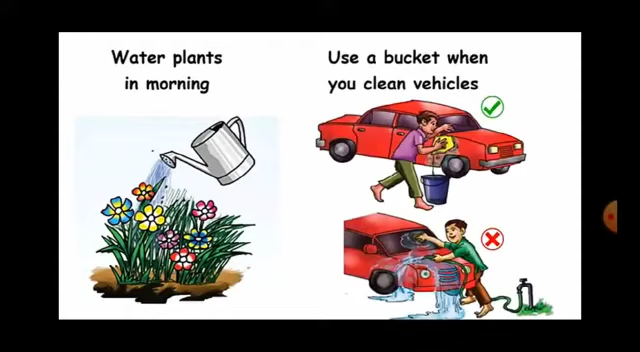 Water plants
in morning
Use a bucket when
you clean vehicles